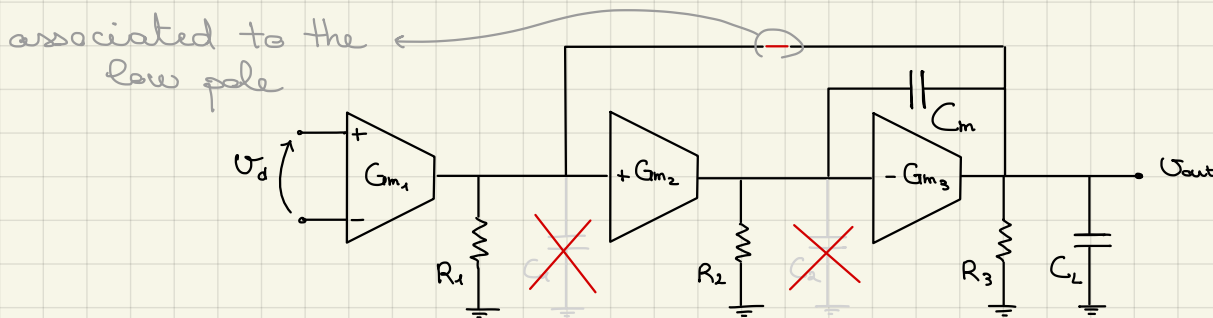 associated to the
low pole
Cm
Vd
+
Gm1
-
+ Gm2
- Gm3
Vout
R1
R2
R3
CL